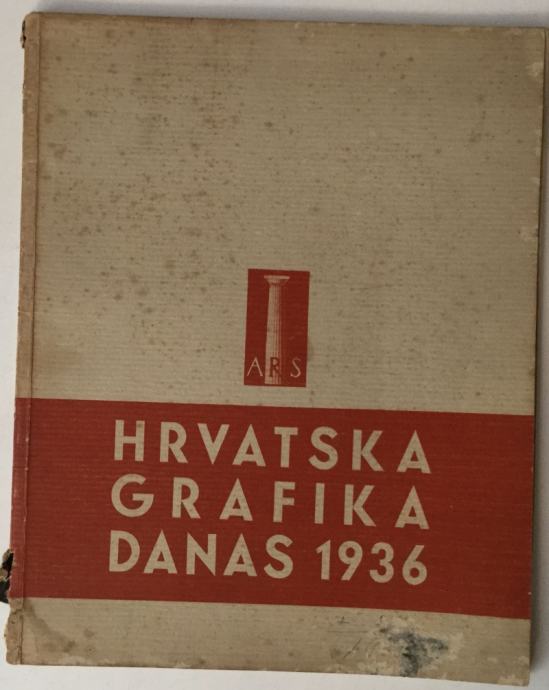 ARS
HRVATSKA
GRAFIKA
DANAS 1936